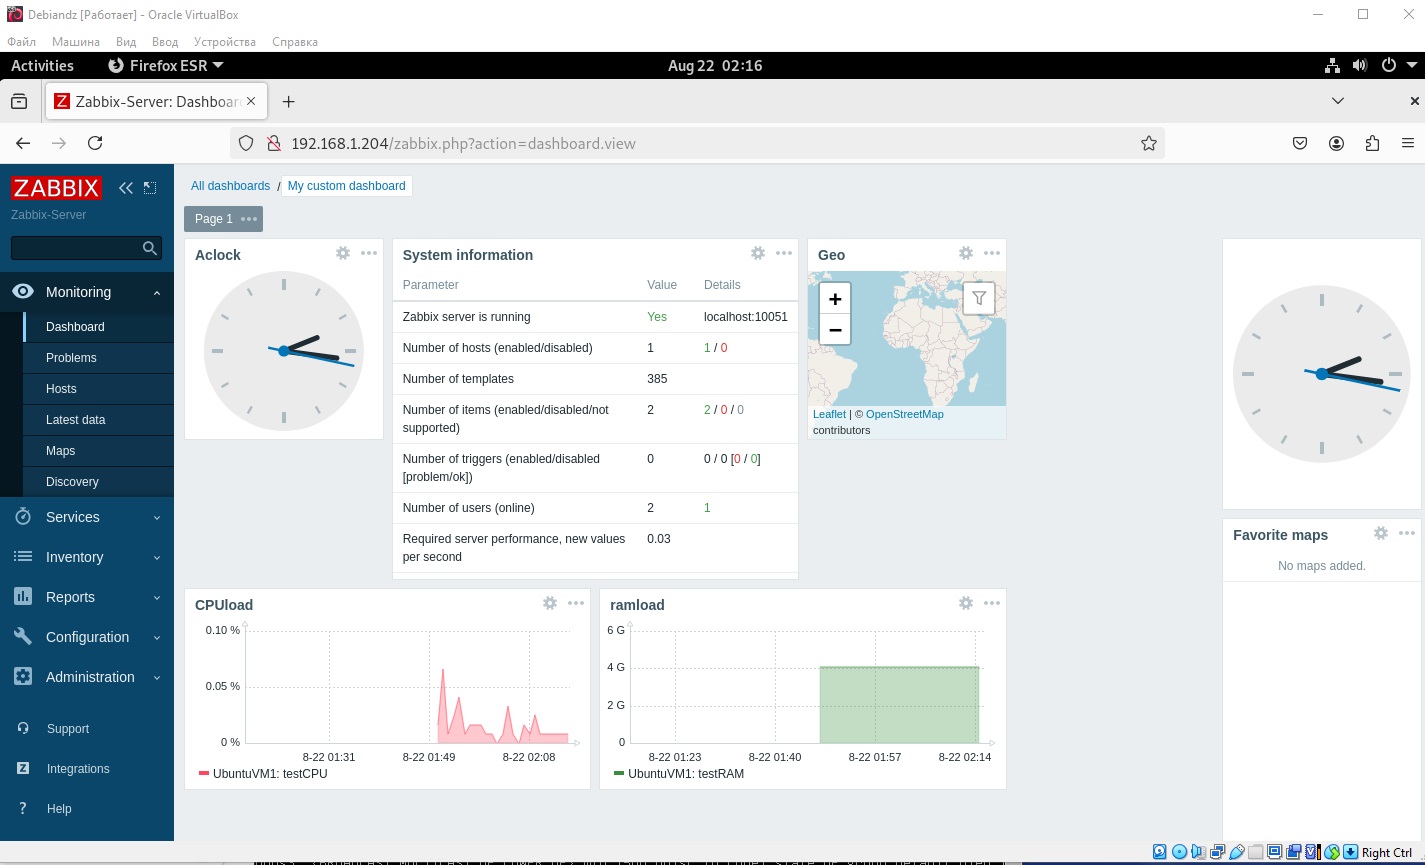 Debiandz [Работает] - Oracle VirtualBox
Файл Машина Вид Ввод Устройства Справка
Activities Firefox ESR Aug 22 02:16
Zabbix-Server: Dashboar
192.168.1.204/zabbix.php?action=dashboard.view
ZABBIX
Zabbix-Server
Monitoring
Dashboard
Problems
Hosts
Latest data
Maps
Discovery
Services
Inventory
Reports
Configuration
Administration
Support
Z Integrations
? Help
All dashboards / My custom dashboard
Page 1
Aclock
System information
Parameter Value Details
Zabbix server is running Yes localhost:10051
Number of hosts (enabled/disabled) 1 1 / 0
Number of templates 385
Number of items (enabled/disabled/not
supported) 2 2 / 0 / 0
Number of triggers (enabled/disabled
[problem/ok]) 0 0 / 0 [0 / 0]
Number of users (online) 2 1
Required server performance, new values
per second 0.03
Geo
+
−
Leaflet | © OpenStreetMap
contributors
Favorite maps
No maps added.
CPUload
0.10 %
0.05 %
0 %
8-22 01:31 8-22 01:49 8-22 02:08
UbuntuVM1: testCPU
ramload
6 G
4 G
2 G
0
8-22 01:23 8-22 01:40 8-22 01:57 8-22 02:14
UbuntuVM1: testRAM
Right Ctrl